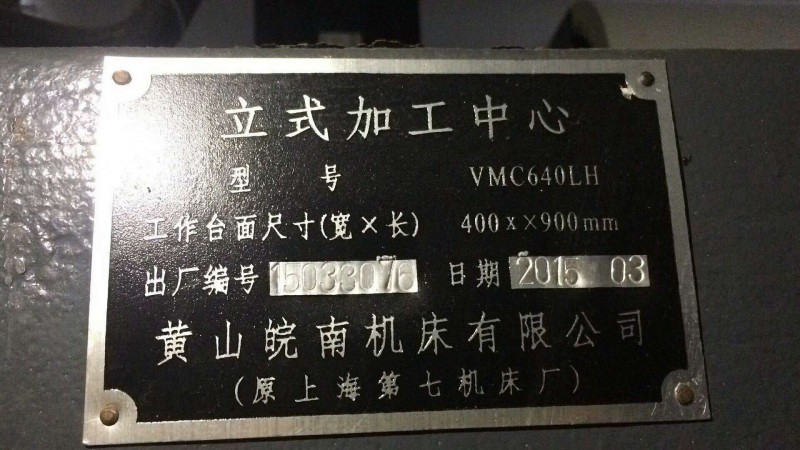 立式加工中心
型 号 VMC640LH
工作台面尺寸(宽×长) 400x×900mm
出厂编号 15033076 日期 2015 03
黄山皖南机床有限公司
(原上海第七机床厂)